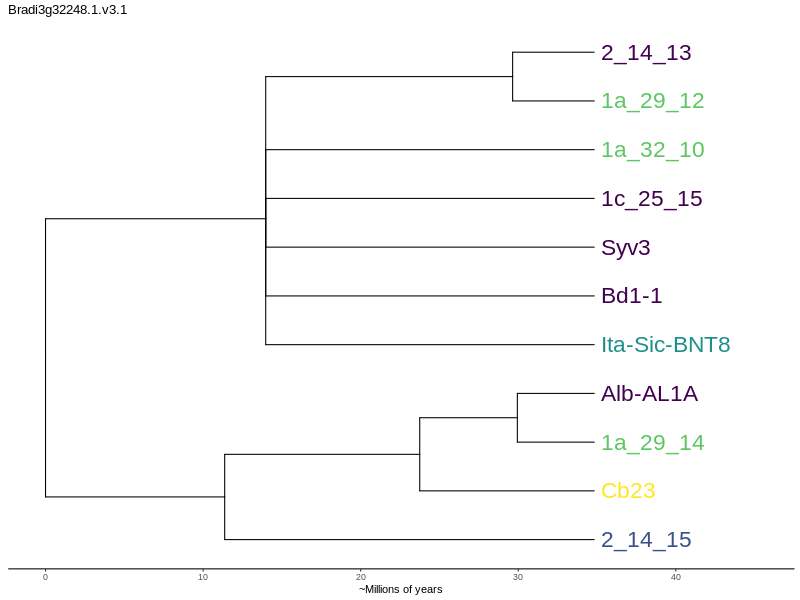 Bradi3g32248.1.v3.1
2_14_13
1a_29_12
1a_32_10
1c_25_15
Syv3
Bd1-1
Ita-Sic-BNT8
Alb-AL1A
1a_29_14
Cb23
2_14_15
0 10 20 30 40
~Millions of years